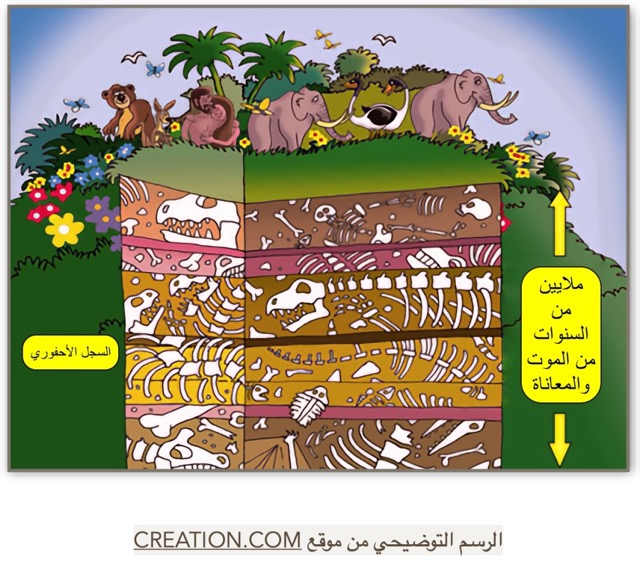 ملايين
من
السنوات
من الموت
والمعاناة
السجل الأحفوري
الرسم التوضيحي من موقع CREATION.COM